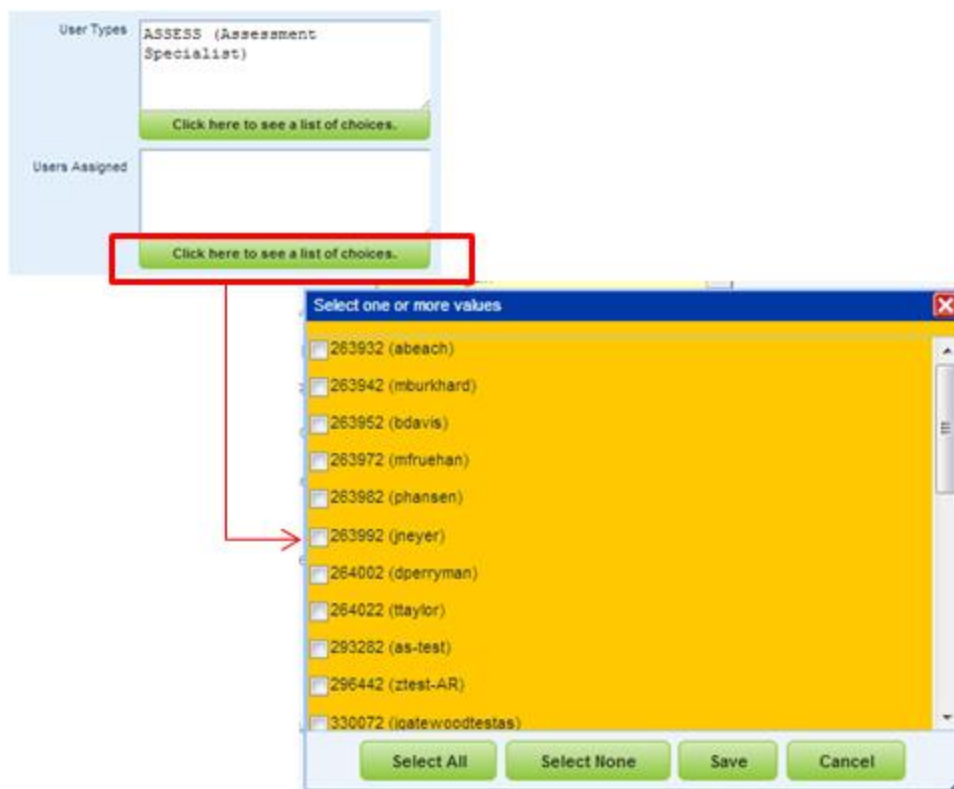 User Types
ASSESS (Assessment
Specialist)
Click here to see a list of choices.
Users Assigned
Click here to see a list of choices.
Select one or more values
263932 (abeach)
263942 (mburkhard)
263952 (bdavis)
263972 (mfruehan)
263982 (phansen)
263992 (jneyer)
264002 (dperryman)
264022 (ttaylor)
293282 (as-test)
296442 (ztest-AR)
330072 (jgatewoodtestas)
Select All
Select None
Save
Cancel